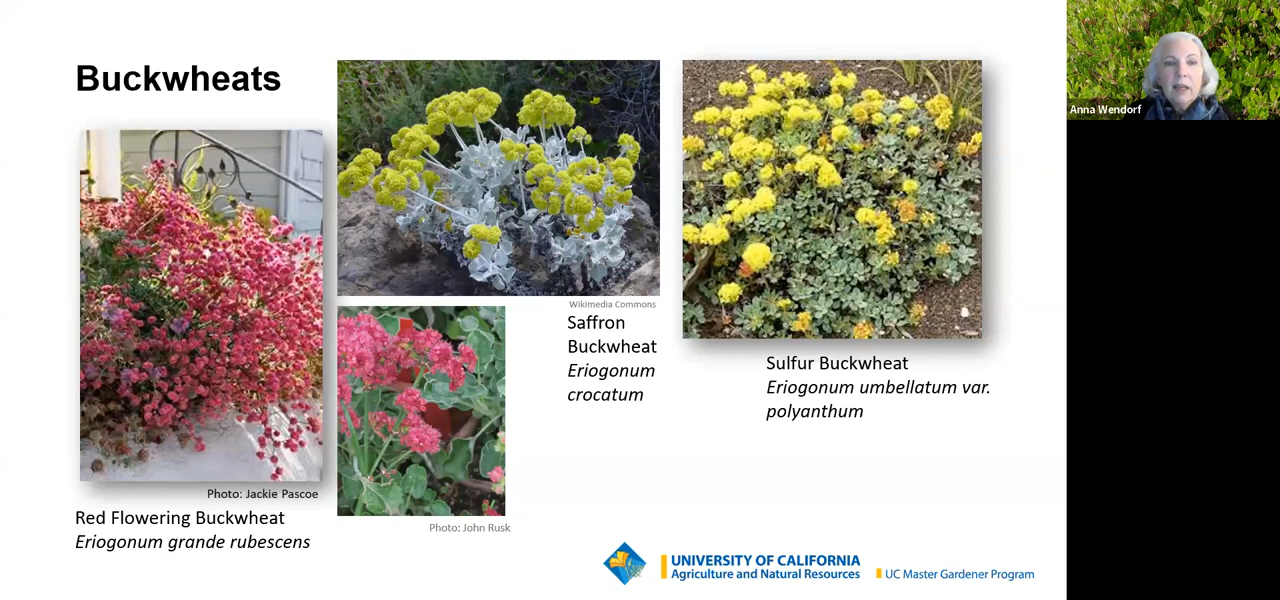 Buckwheats
Anna Wendorf
Wikimedia Commons
Saffron
Buckwheat
Eriogonum
crocatum
Sulfur Buckwheat
Eriogonum umbellatum var.
polyanthum
Photo: Jackie Pascoe
Red Flowering Buckwheat
Eriogonum grande rubescens
Photo: John Rusk
UNIVERSITY OF CALIFORNIA
Agriculture and Natural Resources
UC Master Gardener Program